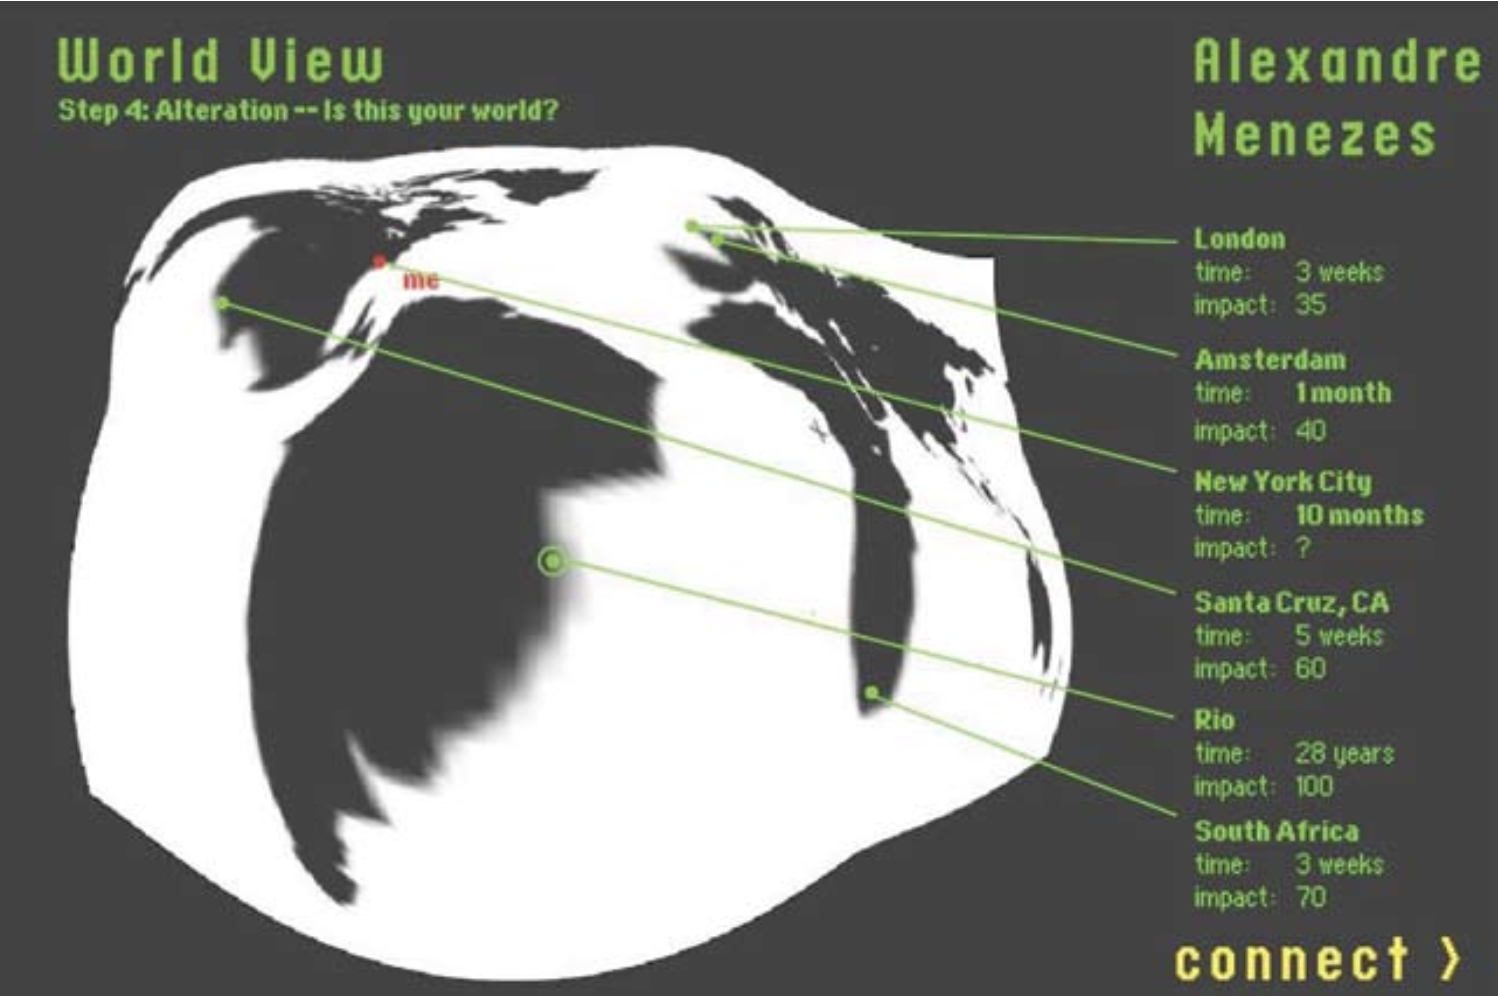 World View
Step 4: Alteration -- Is this your world?
Alexandre
Menezes
me
London
time: 3 weeks
impact: 35
Amsterdam
time: 1 month
impact: 40
New York City
time: 10 months
impact: ?
Santa Cruz, CA
time: 5 weeks
impact: 60
Rio
time: 28 years
impact: 100
South Africa
time: 3 weeks
impact: 70
connect >